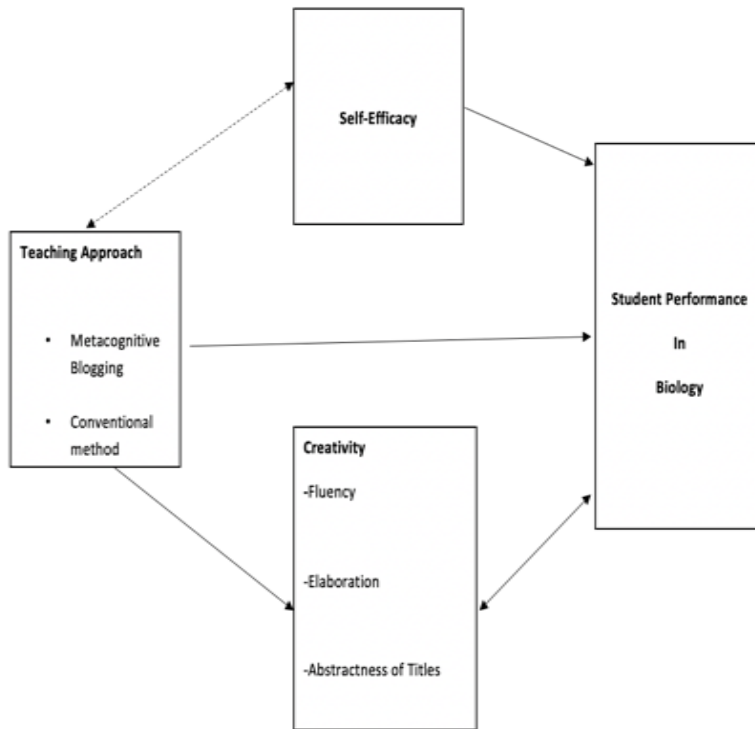 Self-Efficacy
Teaching Approach
▪ Metacognitive
Blogging
▪ Conventional
method
Student Performance
In
Biology
Creativity
-Fluency
-Elaboration
-Abstractness of Titles